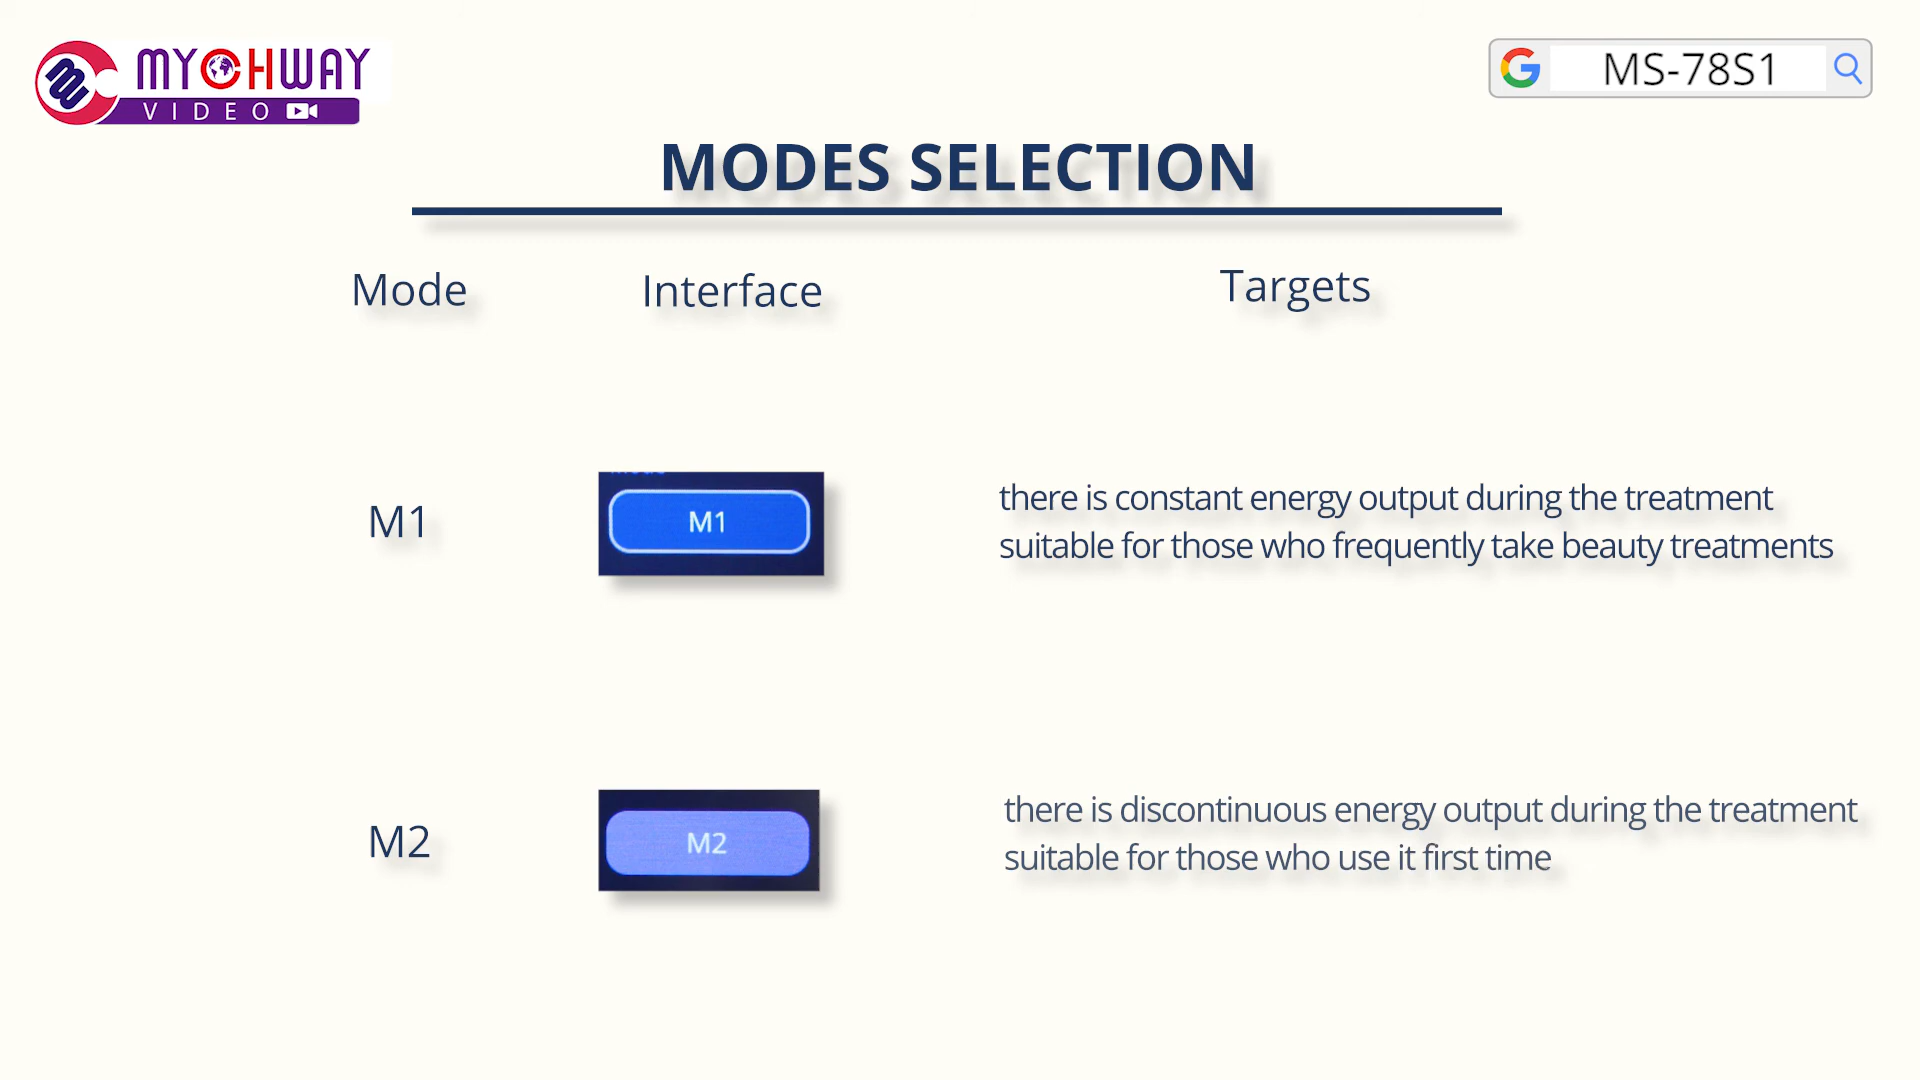 MYCHWAY
VIDEO
MS-78S1
MODES SELECTION
Mode Interface Targets
M1 M1 there is constant energy output during the treatment
suitable for those who frequently take beauty treatments
M2 M2 there is discontinuous energy output during the treatment
suitable for those who use it first time